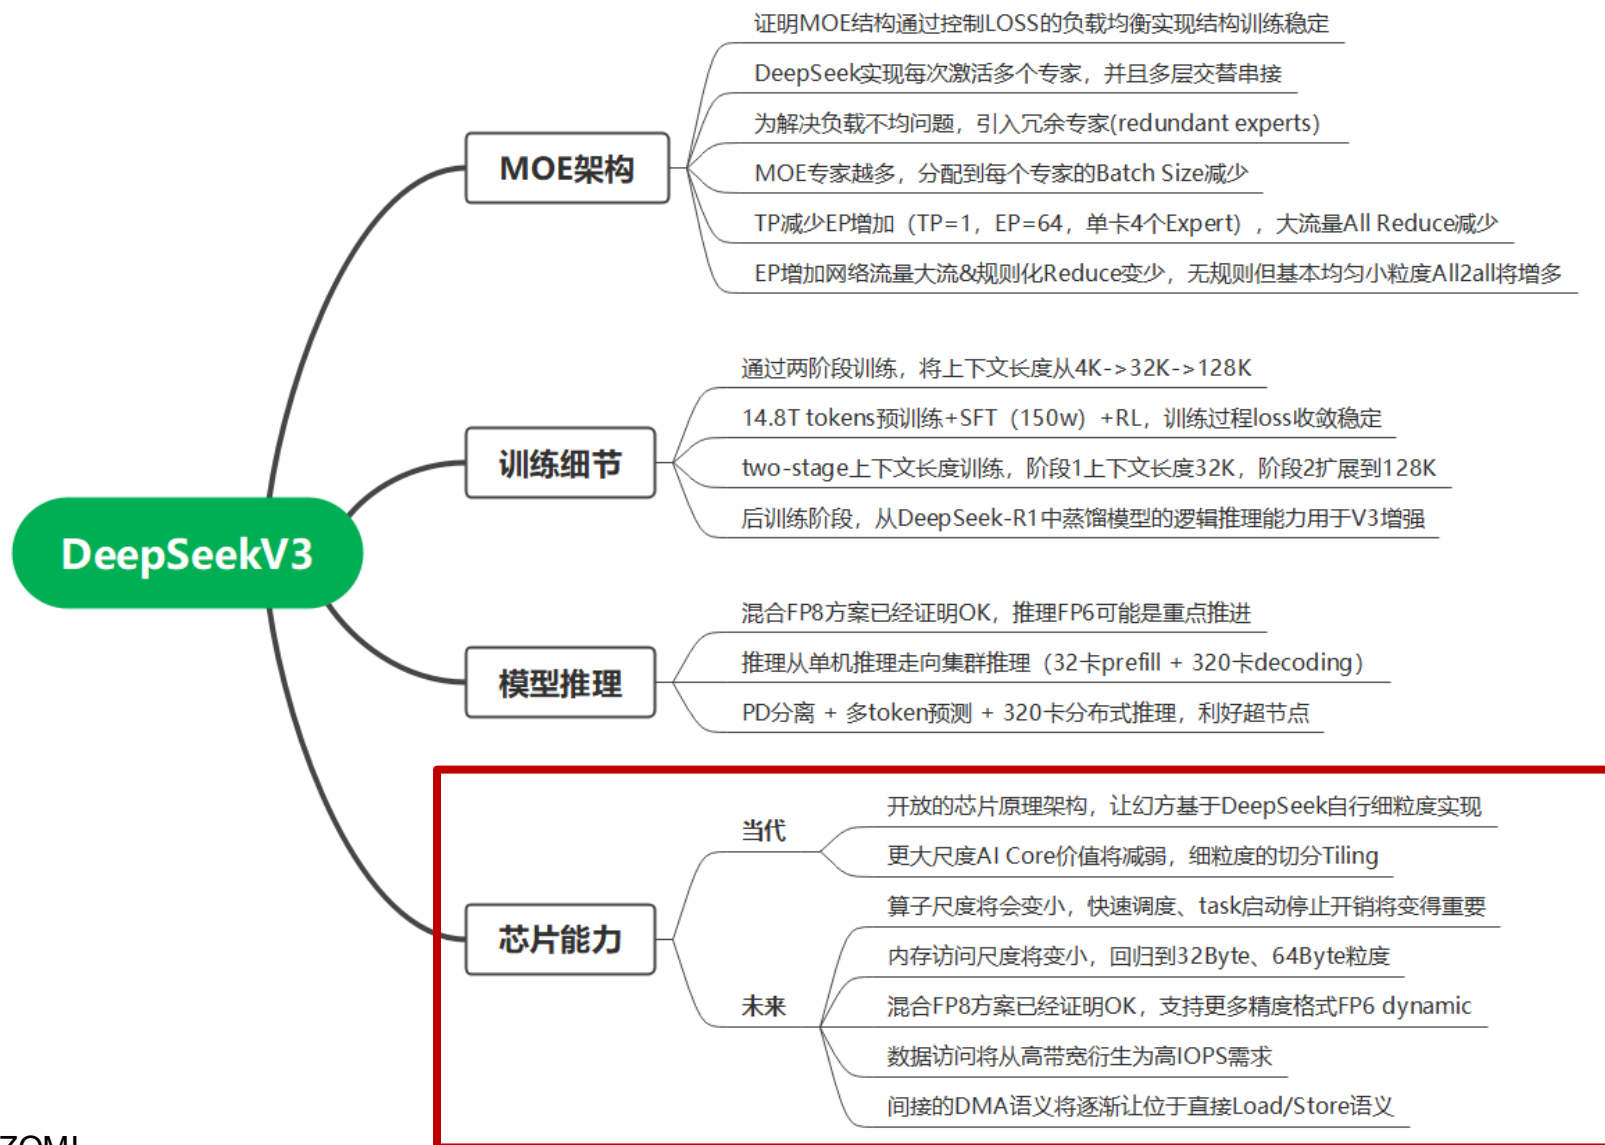 证明MOE结构通过控制LOSS的负载均衡实现结构训练稳定
DeepSeek实现每次激活多个专家，并且多层交替串接
为解决负载不均问题，引入冗余专家(redundant experts)
MOE架构
MOE专家越多，分配到每个专家的Batch Size减少
TP减少EP增加（TP=1，EP=64，单卡4个Expert），大流量All Reduce减少
EP增加网络流量大流&规则化Reduce变少，无规则但基本均匀小粒度All2all将增多
通过两阶段训练，将上下文长度从4K->32K->128K
14.8T tokens预训练+SFT（150w）+RL，训练过程loss收敛稳定
训练细节
two-stage上下文长度训练，阶段1上下文长度32K，阶段2扩展到128K
后训练阶段，从DeepSeek-R1中蒸馏模型的逻辑推理能力用于V3增强
DeepSeekV3
混合FP8方案已经证明OK，推理FP6可能是重点推进
推理从单机推理走向集群推理（32卡prefill + 320卡decoding）
模型推理
PD分离 + 多token预测 + 320卡分布式推理，利好超节点
开放的芯片原理架构，让幻方基于DeepSeek自行细粒度实现
当代
更大尺度AI Core价值将减弱，细粒度的切分Tiling
算子尺度将会变小，快速调度、task启动停止开销将变得重要
芯片能力
内存访问尺度将变小，回归到32Byte、64Byte粒度
未来
混合FP8方案已经证明OK，支持更多精度格式FP6 dynamic
数据访问将从高带宽衍生为高IOPS需求
间接的DMA语义将逐渐让位于直接Load/Store语义
ZOMI